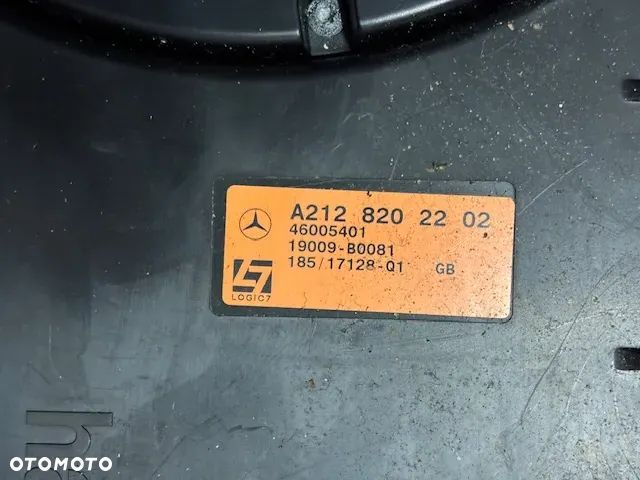 A212 820 22 02
46005401
19009-B0081
185/17128-Q1 GB
LOGIC7
h
OTOMOTO